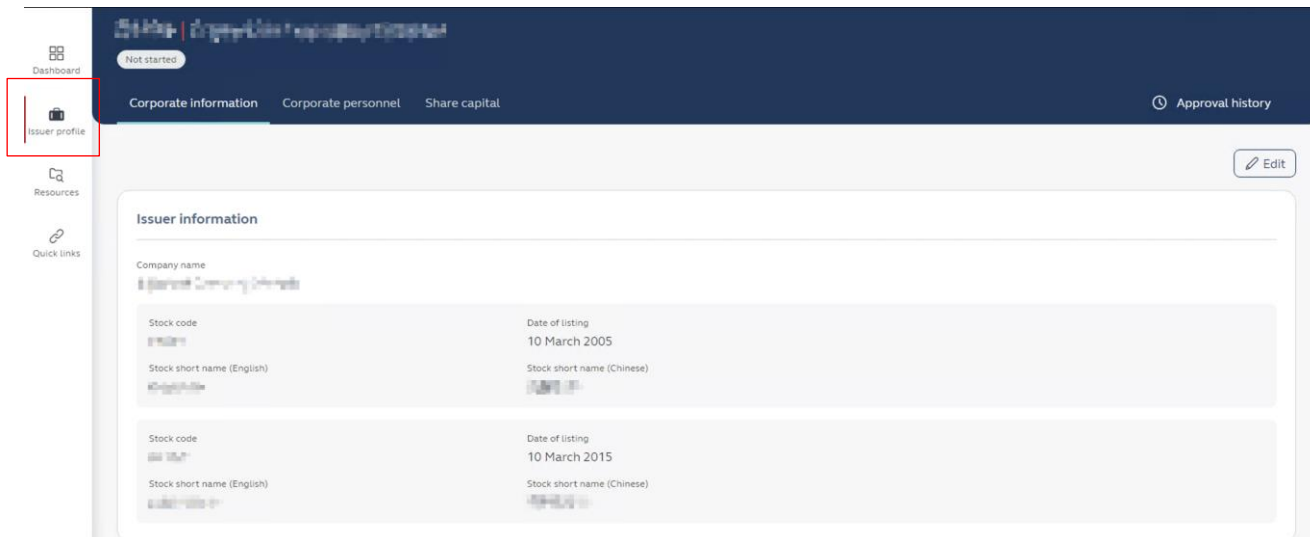 Not started
Dashboard
Corporate information Corporate personnel Share capital Approval history
Issuer profile
Edit
Resources
Issuer information
Quick links
Company name
Stock code Date of listing
10 March 2005
Stock short name (English) Stock short name (Chinese)
Stock code Date of listing
10 March 2015
Stock short name (English) Stock short name (Chinese)